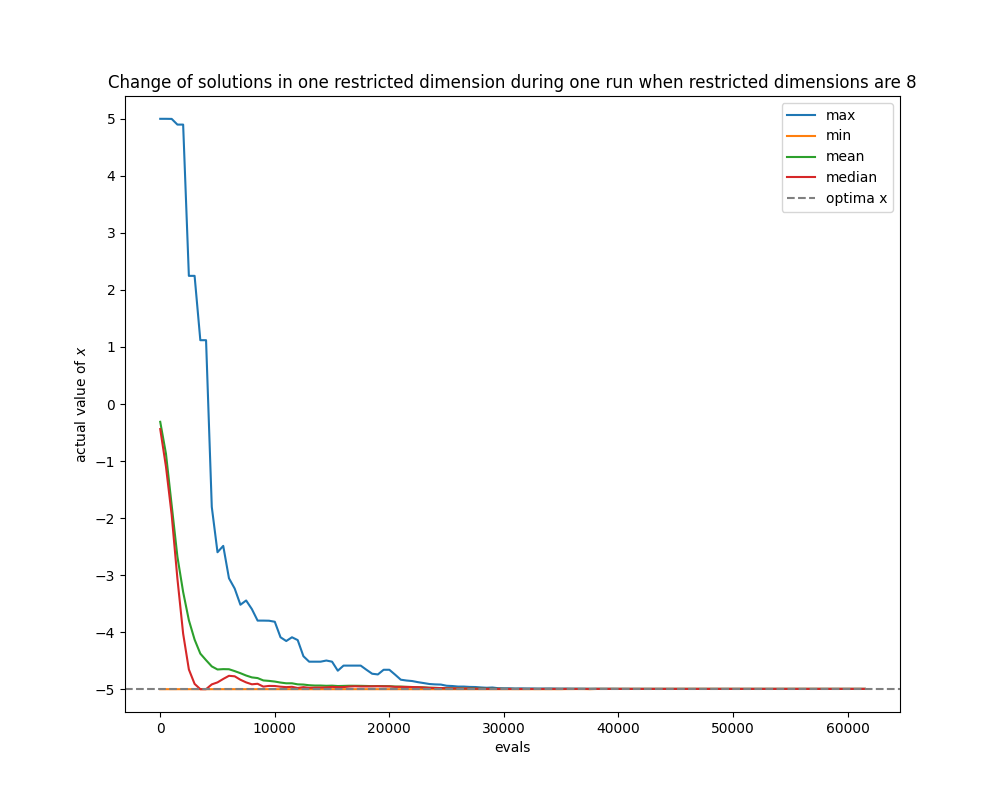 Change of solutions in one restricted dimension during one run when restricted dimensions are 8
max
min
mean
median
optima x
actual value of x
5
4
3
2
1
0
−1
−2
−3
−4
−5
0 10000 20000 30000 40000 50000 60000
evals